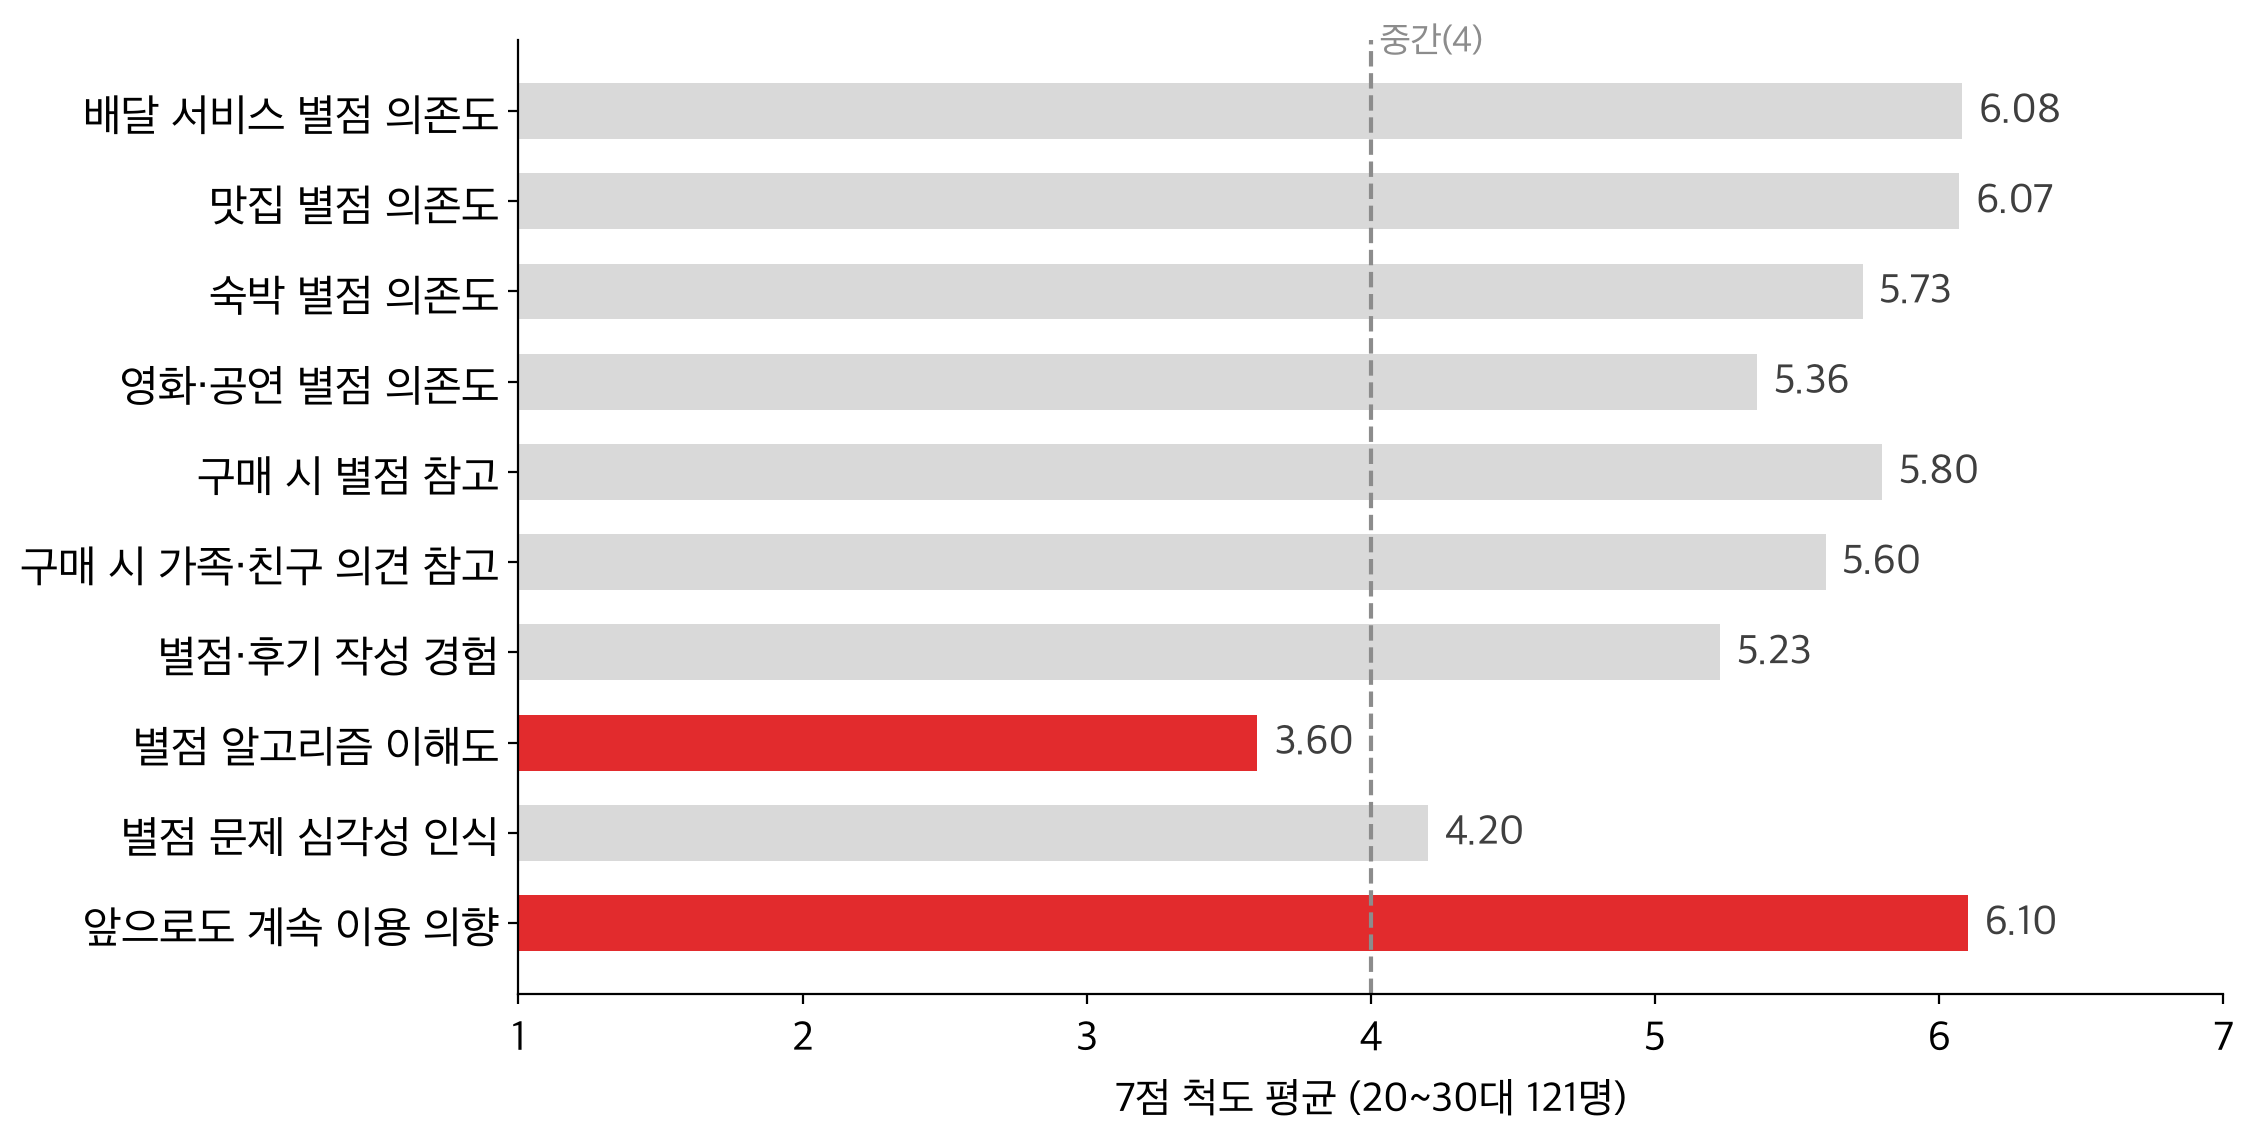 중간(4)
배달 서비스 별점 의존도 6.08
맛집 별점 의존도 6.07
숙박 별점 의존도 5.73
영화·공연 별점 의존도 5.36
구매 시 별점 참고 5.80
구매 시 가족·친구 의견 참고 5.60
별점·후기 작성 경험 5.23
별점 알고리즘 이해도 3.60
별점 문제 심각성 인식 4.20
앞으로도 계속 이용 의향 6.10
1 2 3 4 5 6 7
7점 척도 평균 (20~30대 121명)